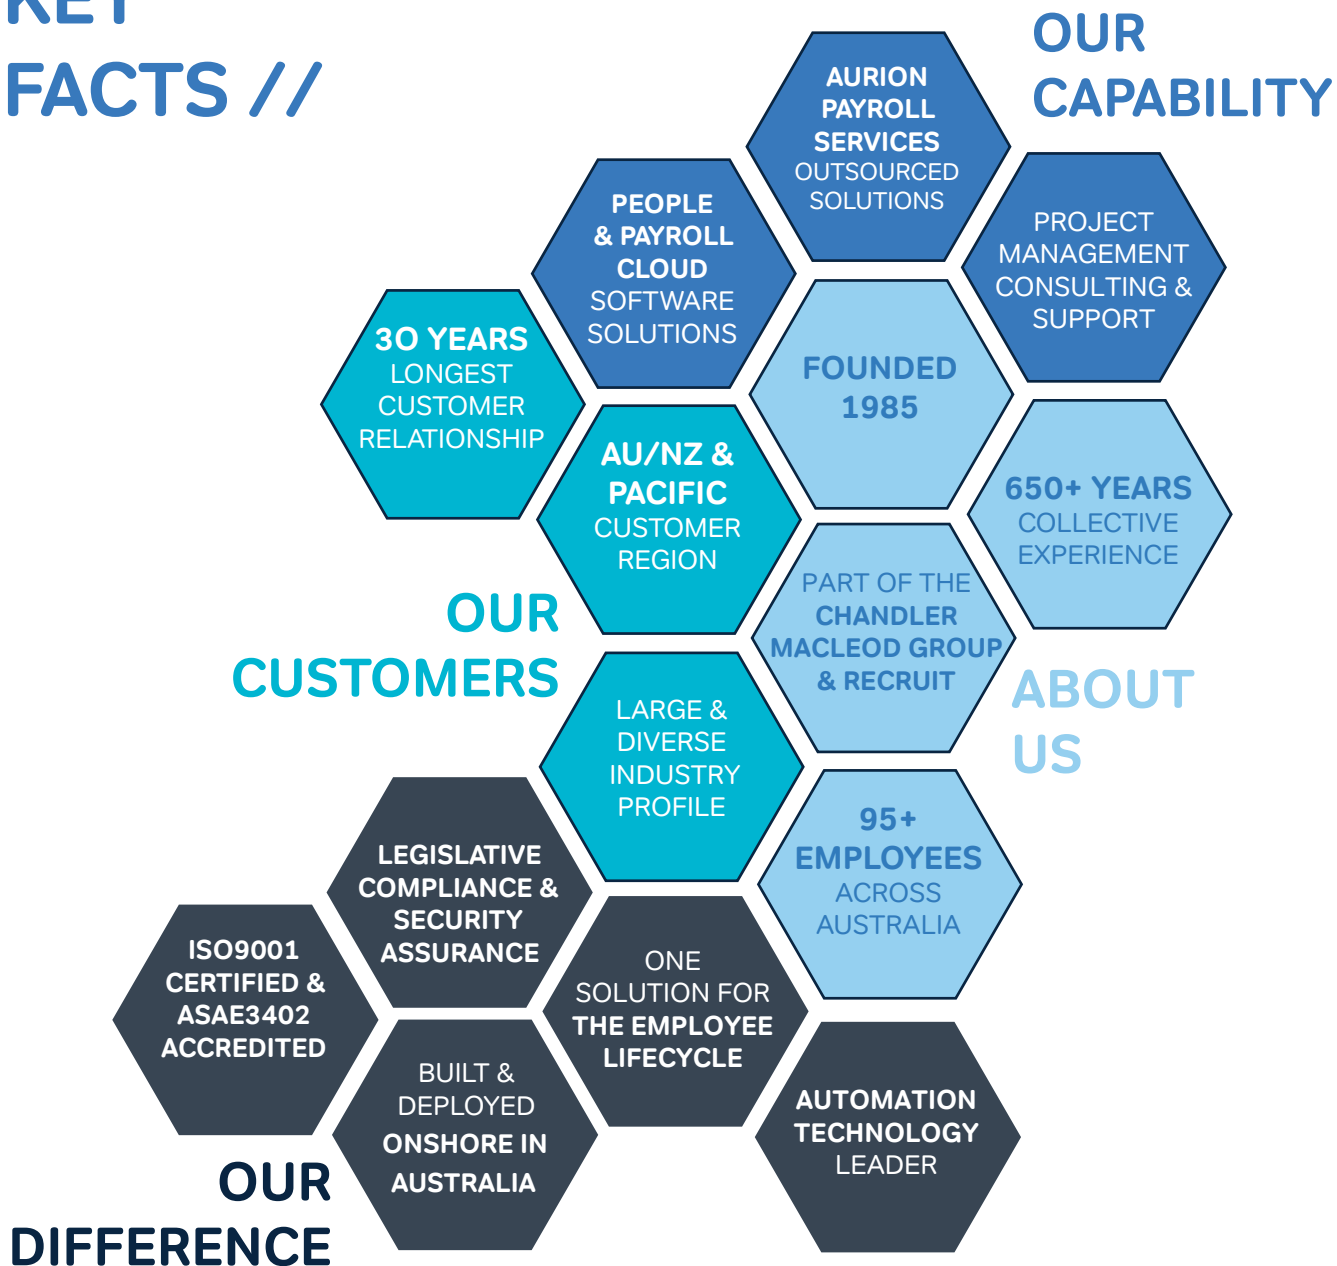 KEY
FACTS //
OUR
CAPABILITY
AURION
PAYROLL
SERVICES
OUTSOURCED
SOLUTIONS
PEOPLE
& PAYROLL
CLOUD
SOFTWARE
SOLUTIONS
PROJECT
MANAGEMENT
CONSULTING &
SUPPORT
30 YEARS
LONGEST
CUSTOMER
RELATIONSHIP
AU/NZ &
PACIFIC
CUSTOMER
REGION
LARGE &
DIVERSE
INDUSTRY
PROFILE
OUR
CUSTOMERS
FOUNDED
1985
650+ YEARS
COLLECTIVE
EXPERIENCE
PART OF THE
CHANDLER
MACLEOD GROUP
& RECRUIT
95+
EMPLOYEES
ACROSS
AUSTRALIA
ABOUT
US
LEGISLATIVE
COMPLIANCE &
SECURITY
ASSURANCE
ISO9001
CERTIFIED &
ASAE3402
ACCREDITED
ONE
SOLUTION FOR
THE EMPLOYEE
LIFECYCLE
BUILT &
DEPLOYED
ONSHORE IN
AUSTRALIA
AUTOMATION
TECHNOLOGY
LEADER
OUR
DIFFERENCE